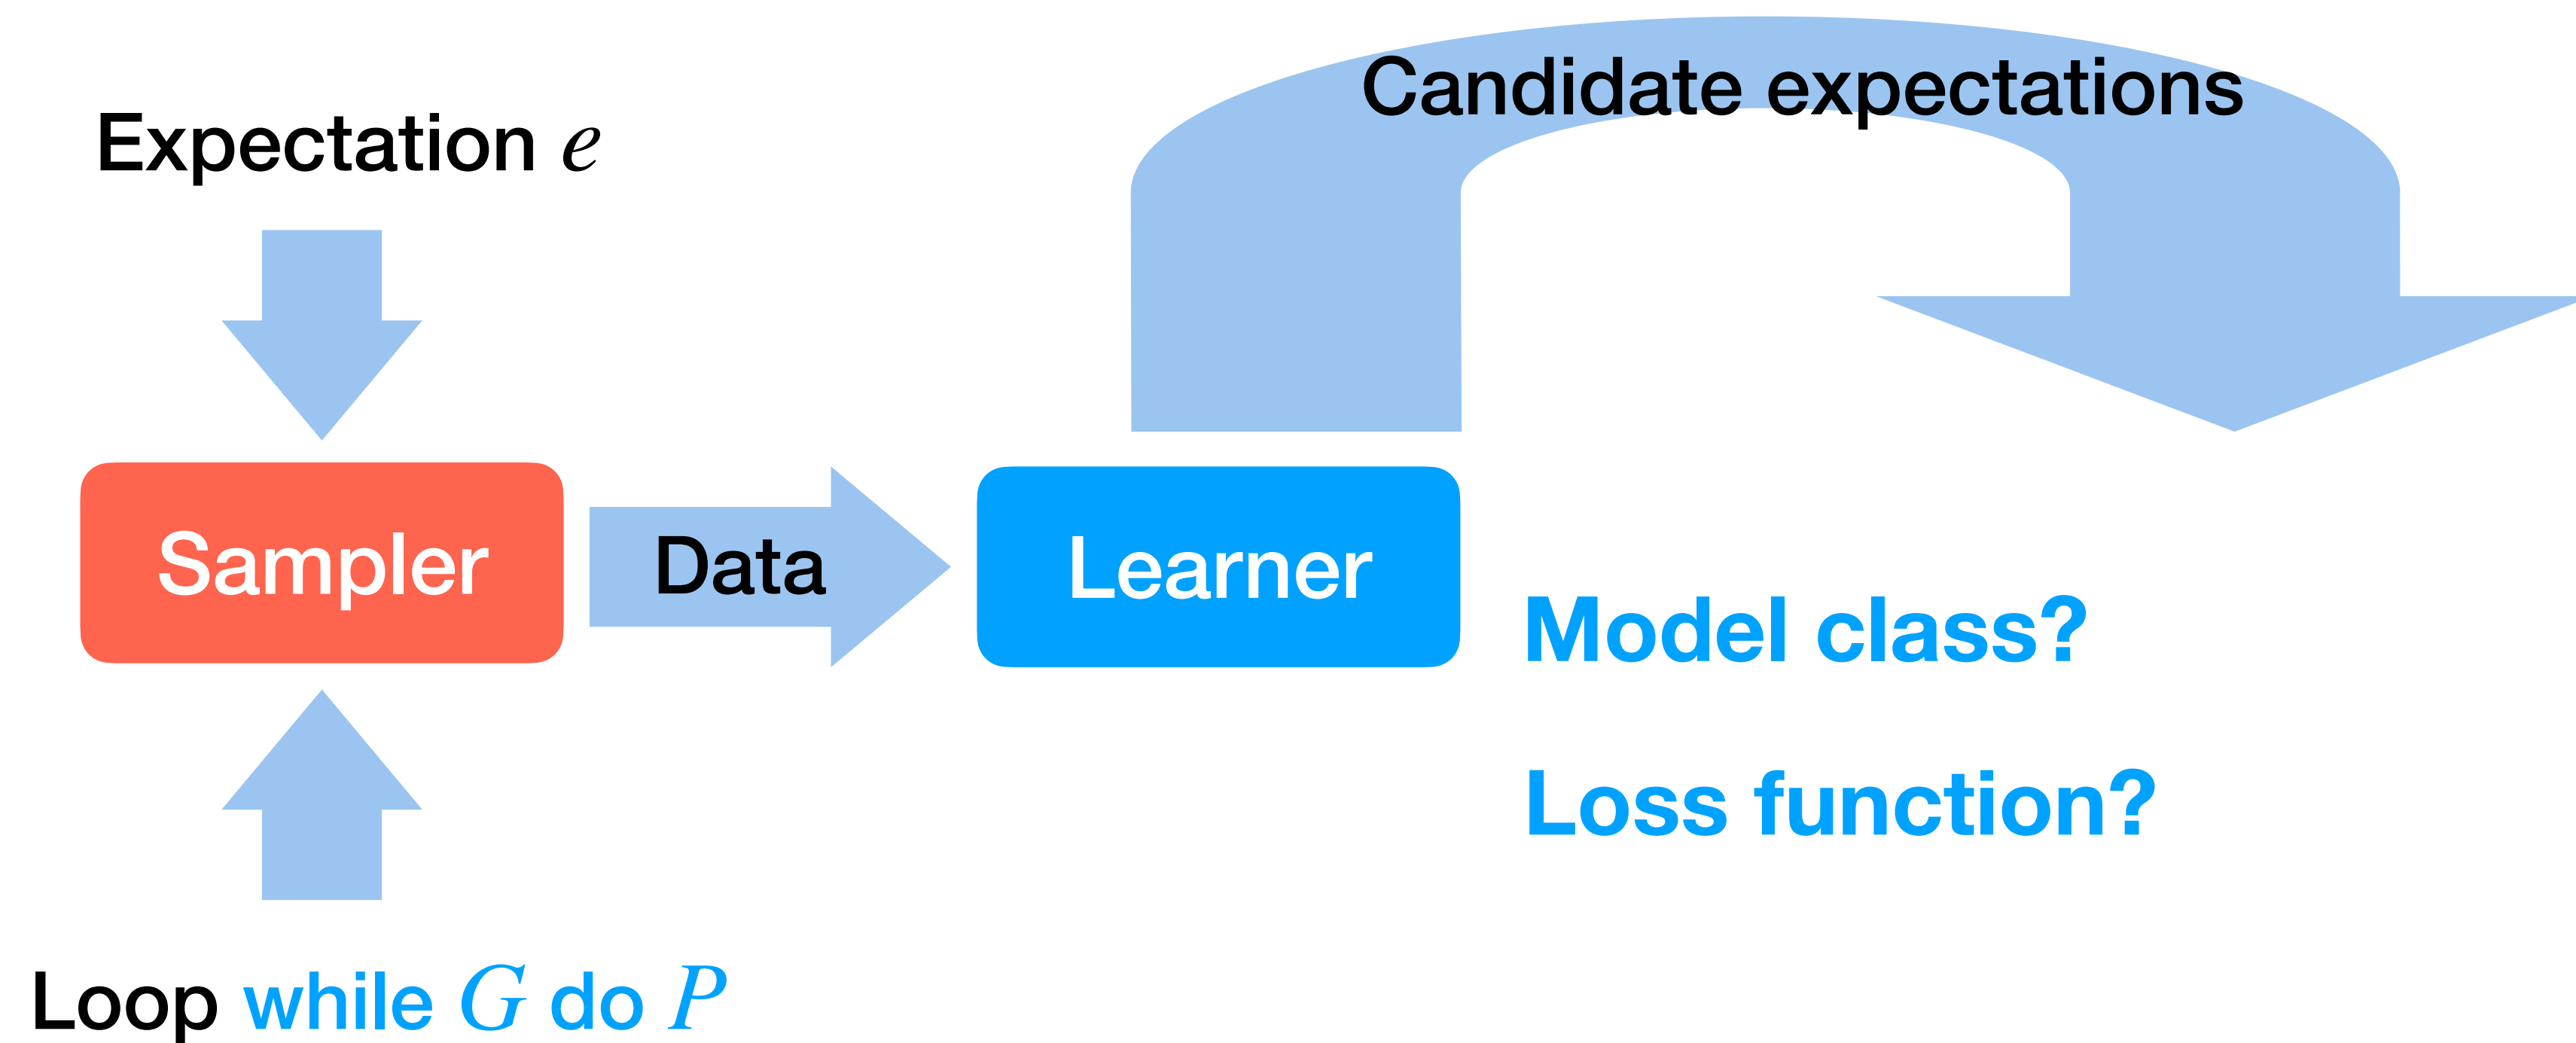 Candidate expectations
Expectation e
Sampler
Data
Learner
Model class?
Loss function?
Loop while G do P